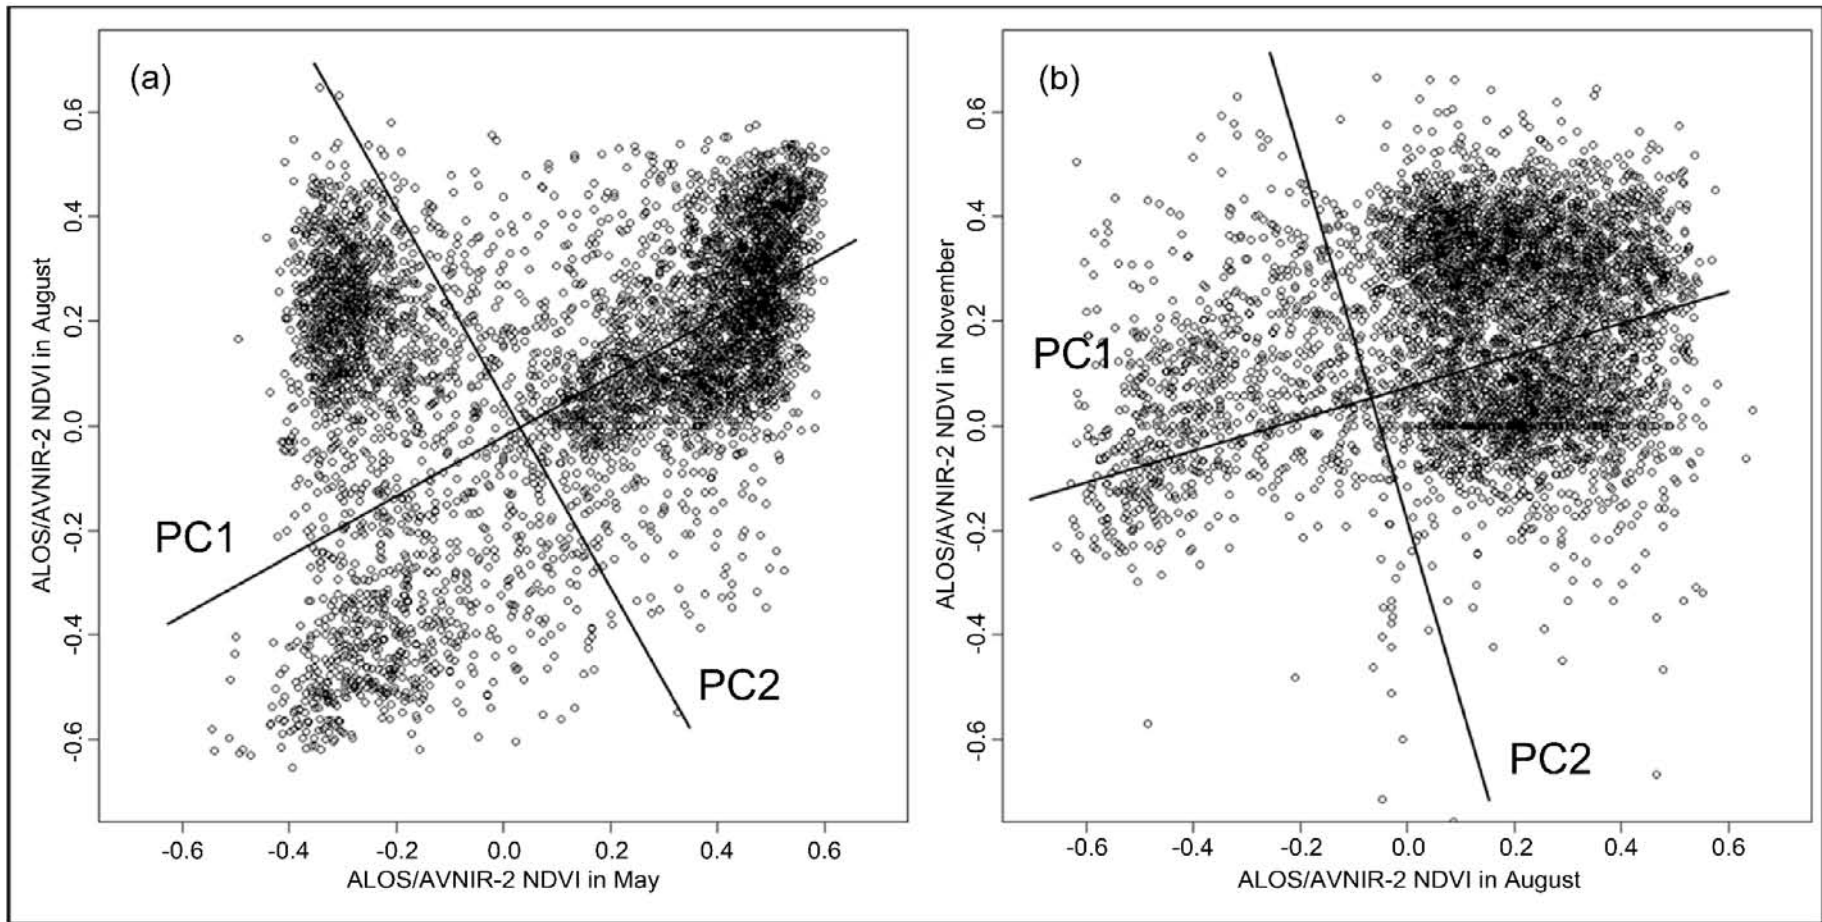 (a)
0.6
0.4
0.2
0.0
-0.2
-0.4
-0.6
ALOS/AVNIR-2 NDVI in August
PC1
PC2
-0.6 -0.4 -0.2 0.0 0.2 0.4 0.6
ALOS/AVNIR-2 NDVI in May
(b)
0.6
0.4
0.2
0.0
-0.2
-0.4
-0.6
ALOS/AVNIR-2 NDVI in November
PC1
PC2
-0.6 -0.4 -0.2 0.0 0.2 0.4 0.6
ALOS/AVNIR-2 NDVI in August